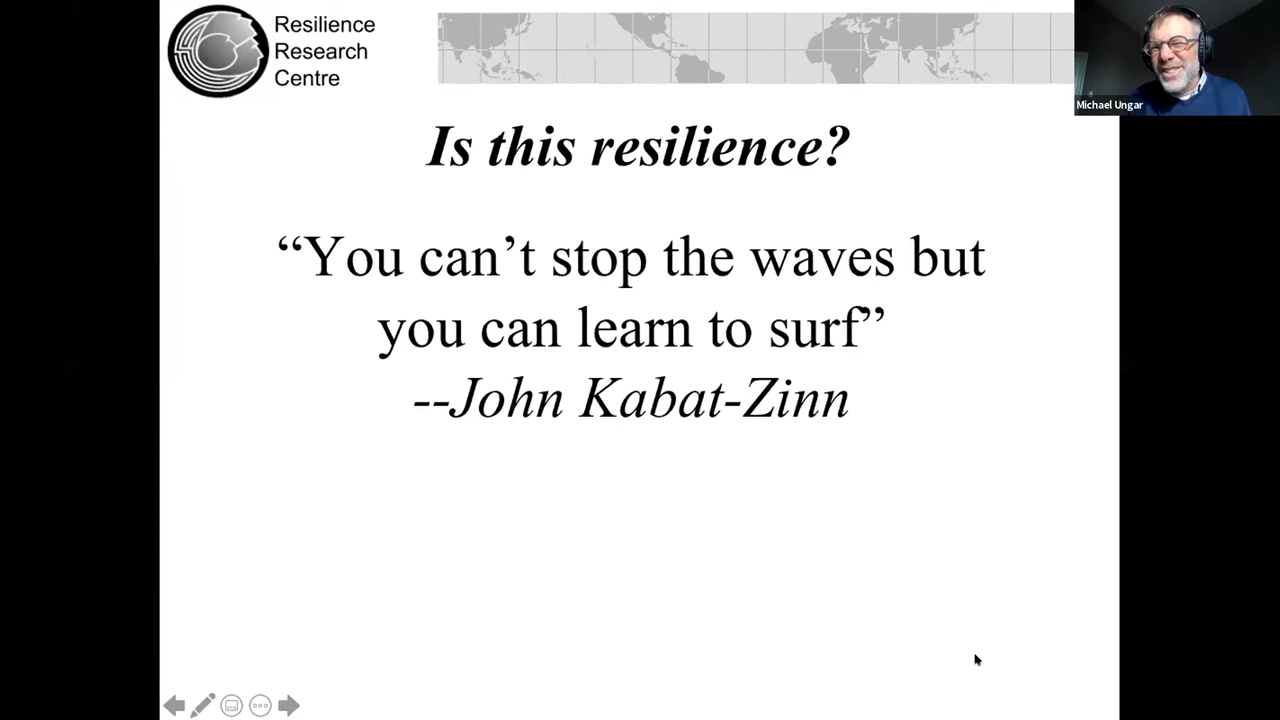 Resilience
Research
Centre
Michael Ungar
Is this resilience?
“You can’t stop the waves but
you can learn to surf”
--John Kabat-Zinn